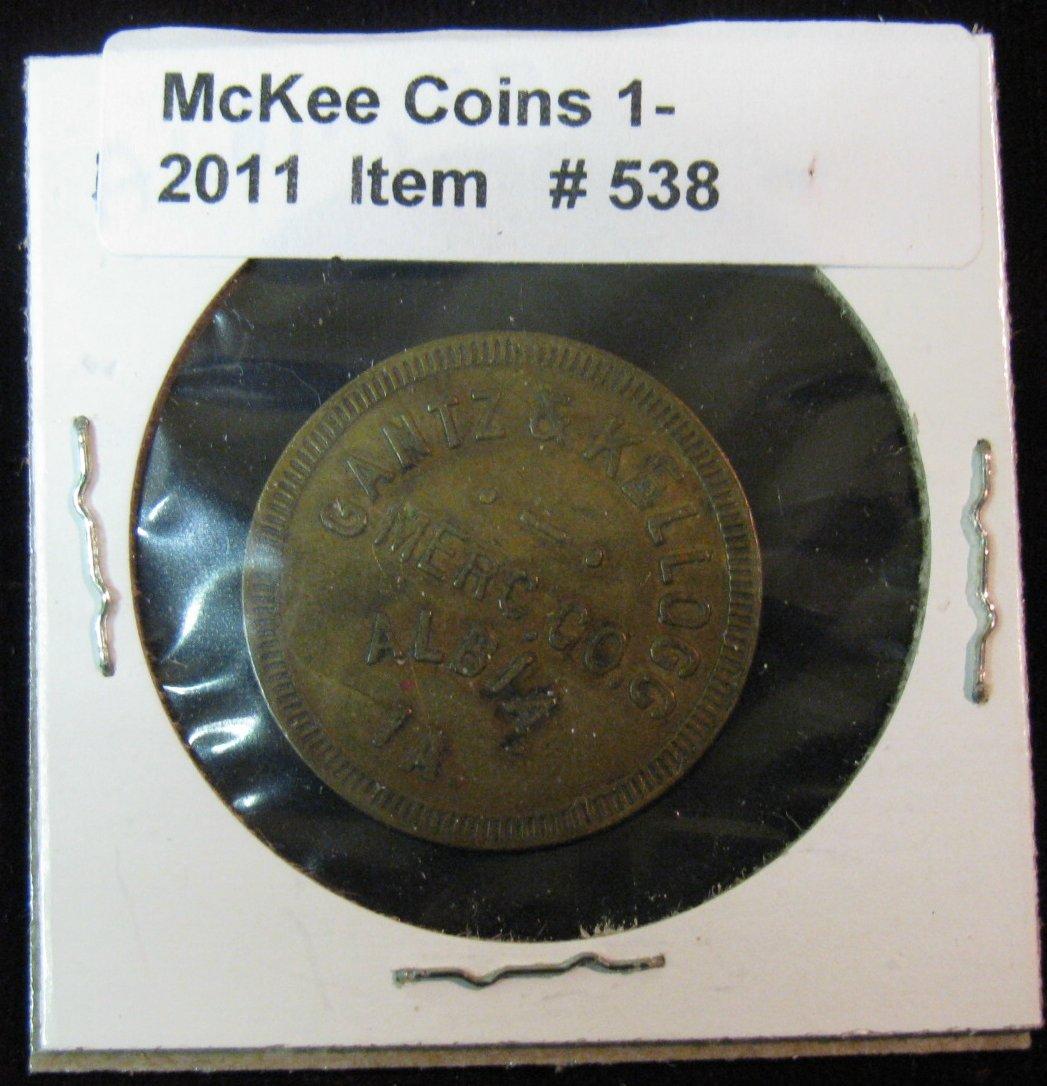 McKee Coins 1-
2011 Item # 538
GANTZ & KELLOGG
MERC. CO.
ALBIA
IA